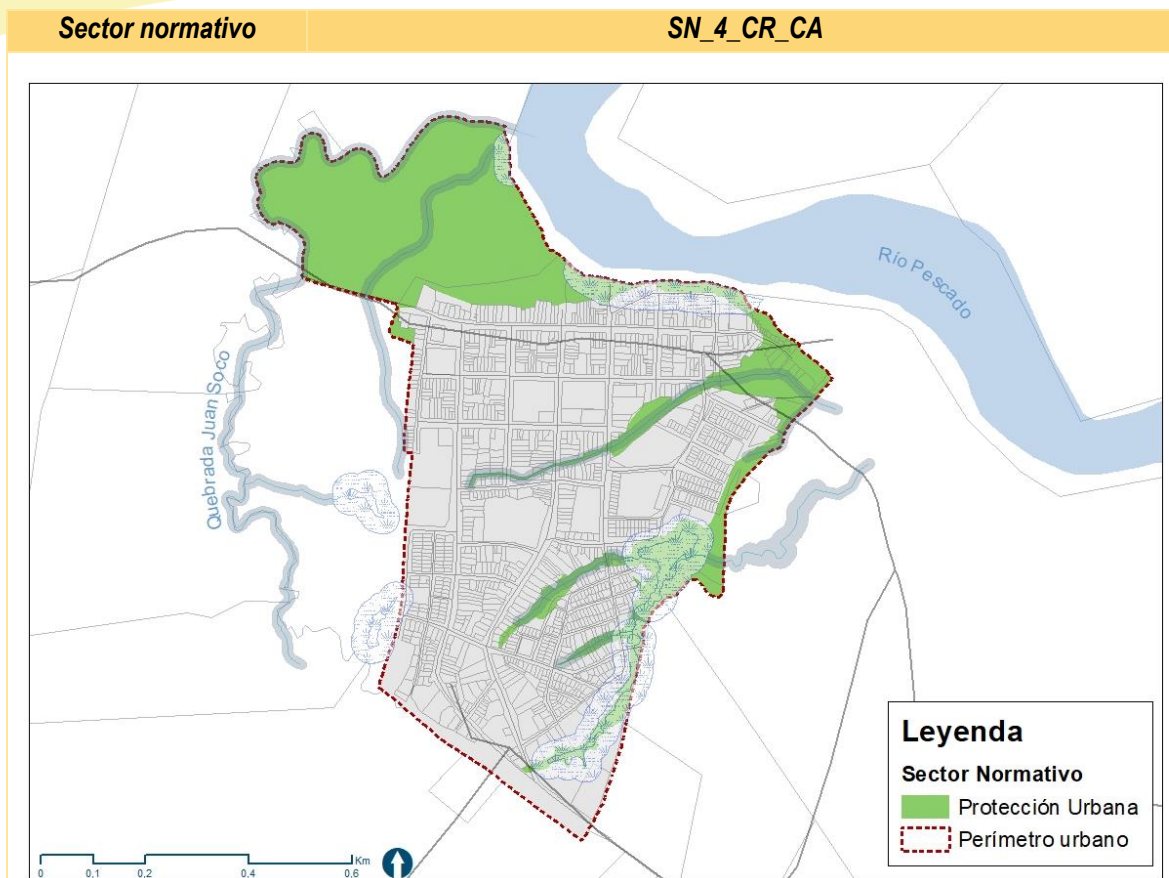 Sector normativo SN_4_CR_CA
Río Pescado
Quebrada Juan Soco
Leyenda
Sector Normativo
Protección Urbana
Perímetro urbano
Km
0 0,1 0,2 0,4 0,6